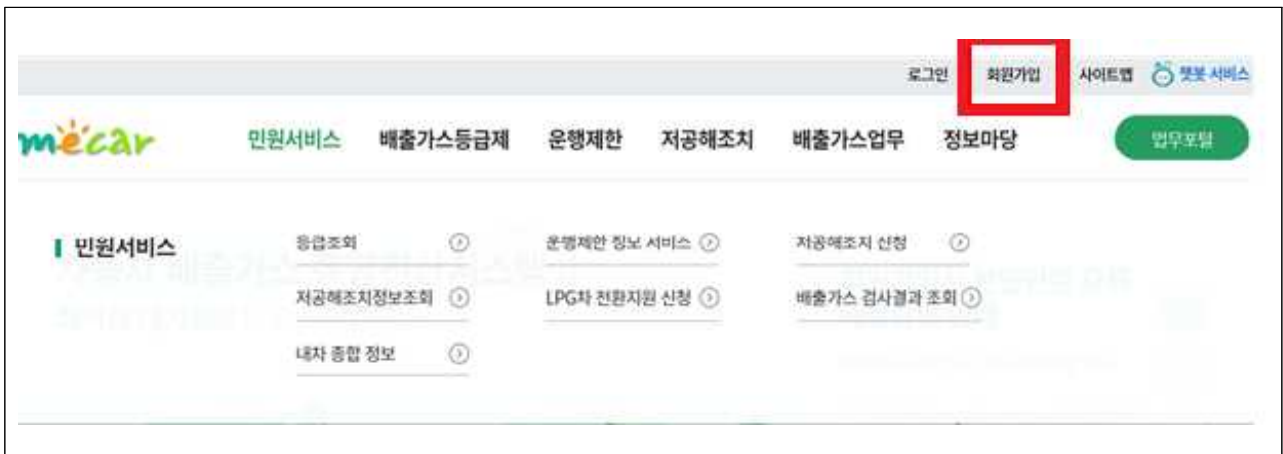 로그인 회원가입 사이트맵 챗봇 서비스
mecar 민원서비스 배출가스등급제 운행제한 저공해조치 배출가스업무 정보마당 업무포털
민원서비스
등급조회 운행제한 정보 서비스 저공해조치 신청
저공해조치정보조회 LPG차 전환지원 신청 배출가스 검사결과 조회
내차 종합 정보